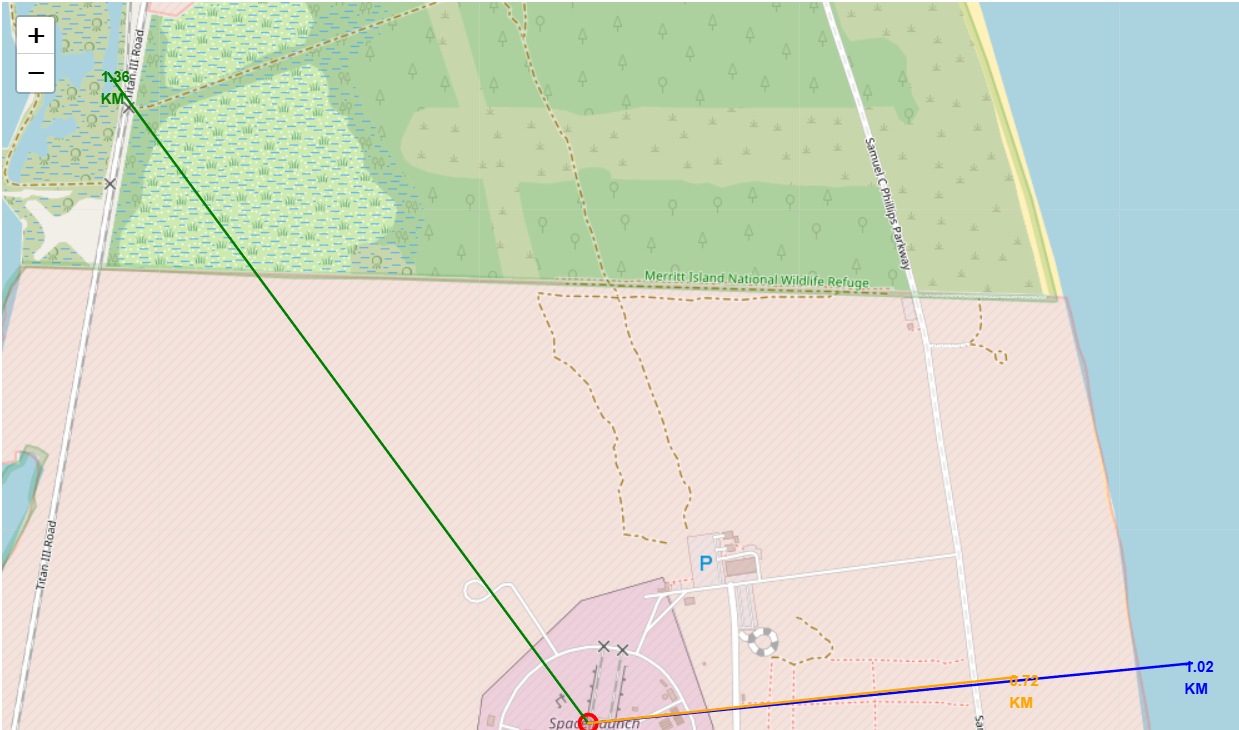 +
−
Titan III Road
1.36
KM
Samuel C Phillips Parkway
Merritt Island National Wildlife Refuge
Titan III Road
P
0.72
KM
1.02
KM
Space Launch
Sa